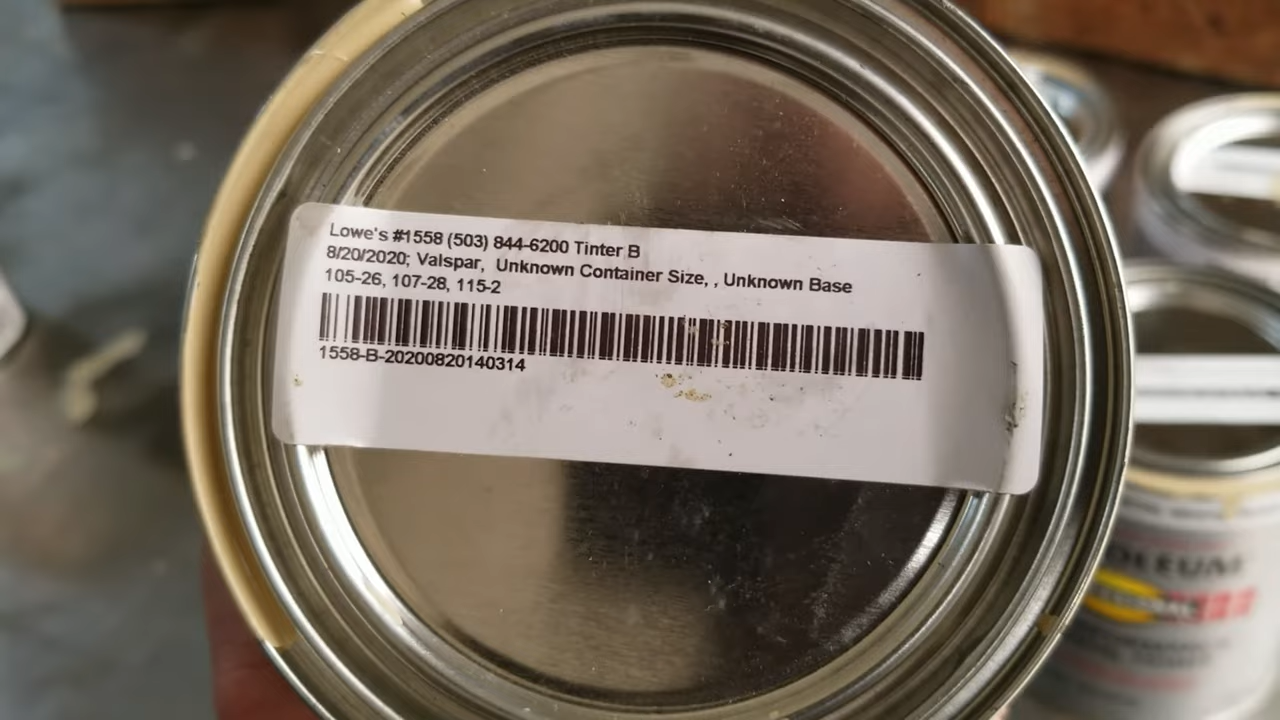 Lowe's #1558 (503) 844-6200 Tinter B
8/20/2020; Valspar, Unknown Container Size, , Unknown Base
105-26, 107-28, 115-2
1558-B-20200820140314
OLEUM